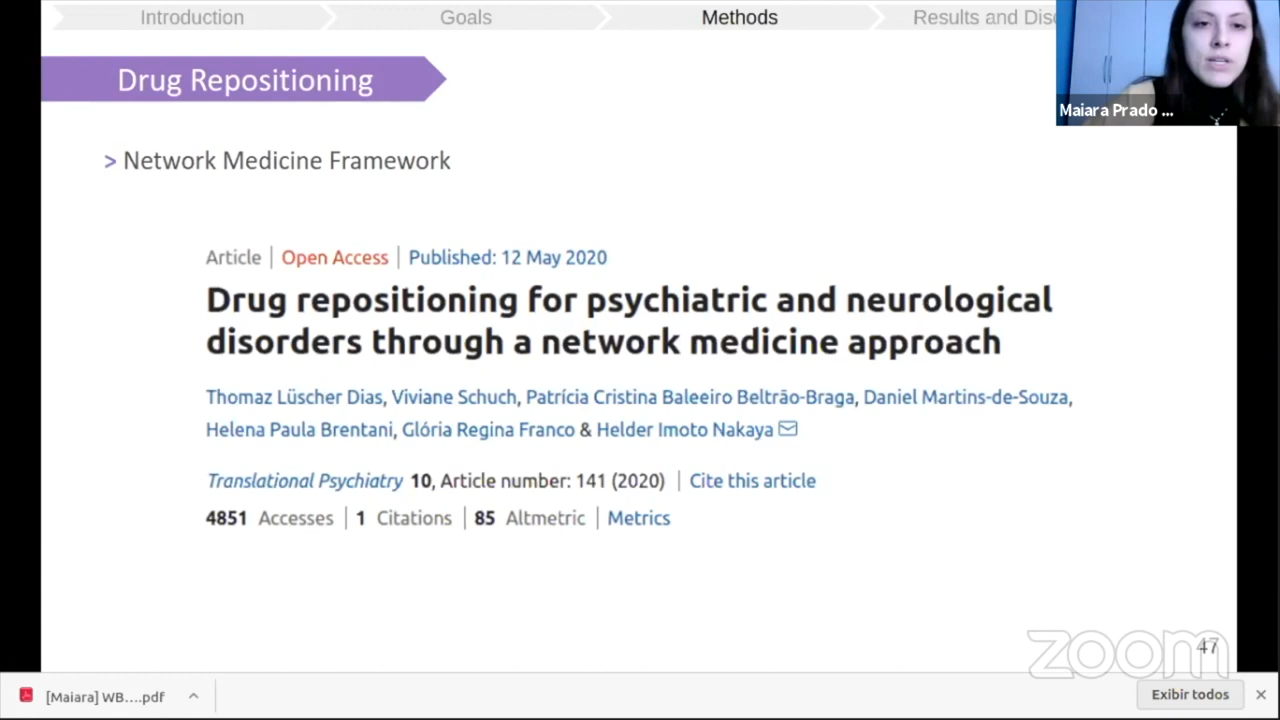 Introduction
Goals
Methods
Results and Disc
Maiara Prado ...
Drug Repositioning
> Network Medicine Framework
Article | Open Access | Published: 12 May 2020
Drug repositioning for psychiatric and neurological
disorders through a network medicine approach
Thomaz Lüscher Dias, Viviane Schuch, Patrícia Cristina Baleeiro Beltrão-Braga, Daniel Martins-de-Souza,
Helena Paula Brentani, Glória Regina Franco & Helder Imoto Nakaya
Translational Psychiatry 10, Article number: 141 (2020) | Cite this article
4851 Accesses | 1 Citations | 85 Altmetric | Metrics
47
zoom
[Maiara] WB....pdf
Exibir todos